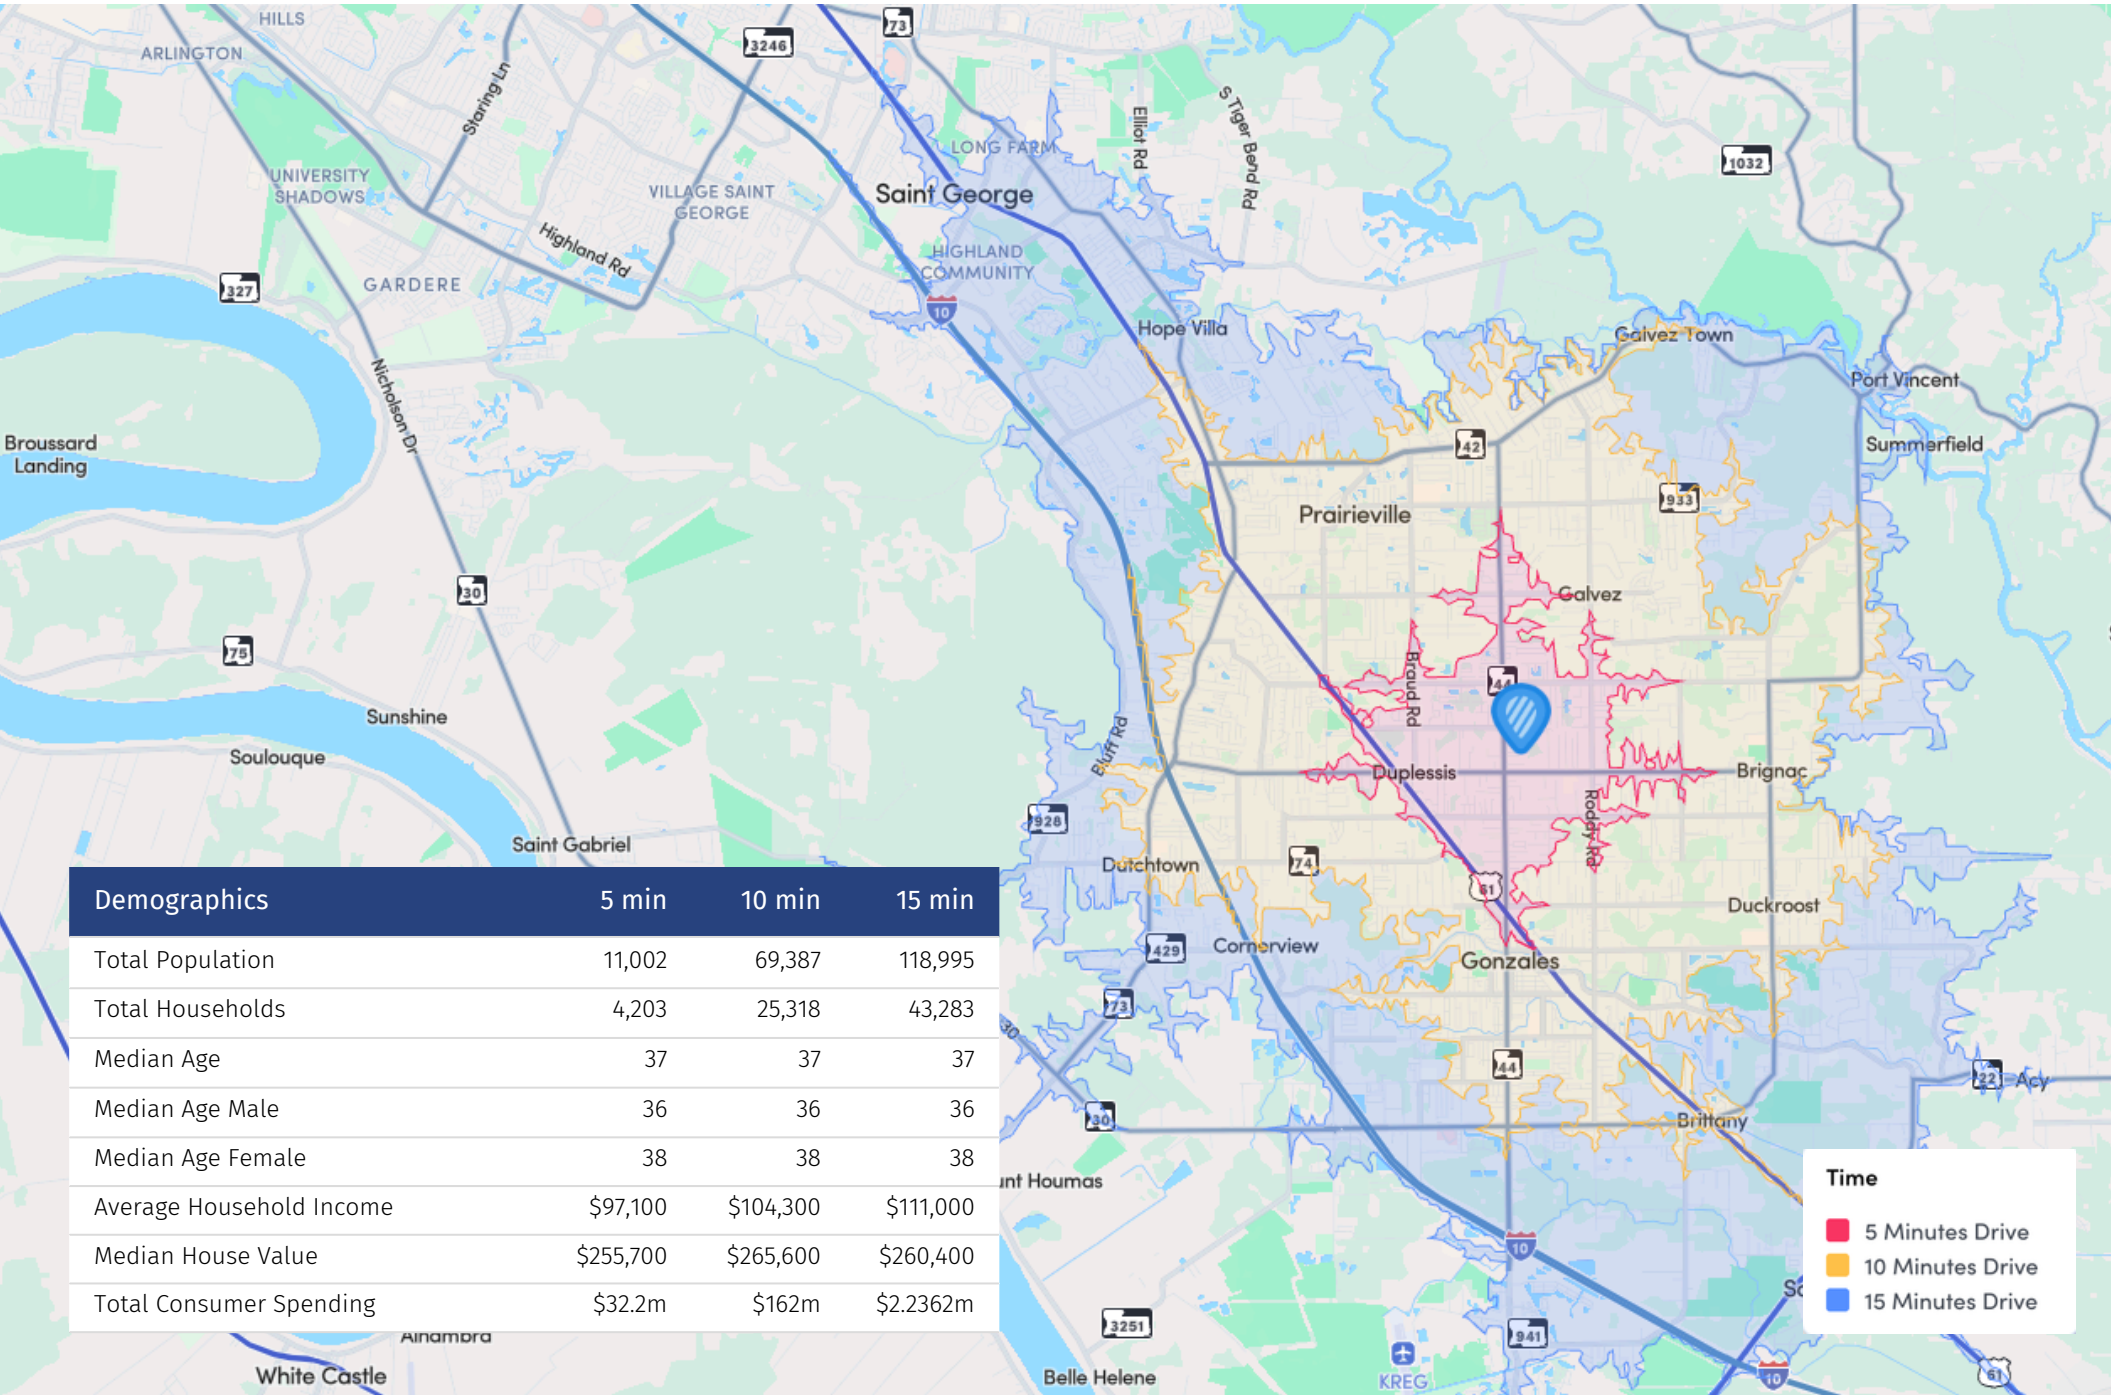 HILLS
ARLINGTON
73
3246
Staring Ln
Elliot Rd
S Tiger Bend Rd
LONG FARM
1032
UNIVERSITY
SHADOWS
VILLAGE SAINT
GEORGE
Saint George
Highland Rd
HIGHLAND
COMMUNITY
GARDERE
327
10
Hope Villa
Galvez Town
Port Vincent
Nicholson Dr
Broussard
Landing
42
Summerfield
933
Prairieville
30
Galvez
75
Braud Rd
44
Sunshine
Soulouque
Bluff Rd
Duplessis
Brignac
Roddy Rd
928
Saint Gabriel
Dutchtown
74
61
Duckroost
429
Cornerview
Gonzales
73
30
44
22
Acy
30
Brittany
unt Houmas
10
941
3251
KREG
Belle Helene
Alhambra
White Castle
10
61
Demographics 5 min 10 min 15 min
Total Population 11,002 69,387 118,995
Total Households 4,203 25,318 43,283
Median Age 37 37 37
Median Age Male 36 36 36
Median Age Female 38 38 38
Average Household Income $97,100 $104,300 $111,000
Median House Value $255,700 $265,600 $260,400
Total Consumer Spending $32.2m $162m $2.2362m
Time
5 Minutes Drive
10 Minutes Drive
15 Minutes Drive